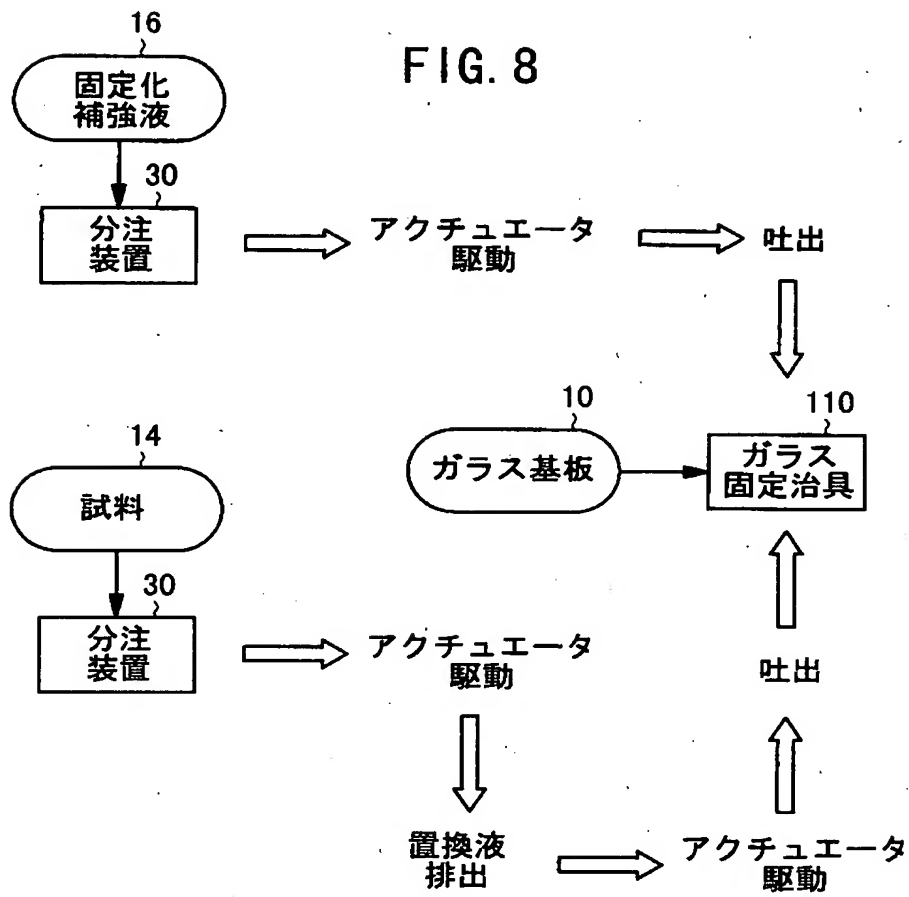 FIG. 8
16
固定化
補強液
30
分注
装置
アクチュエータ
駆動
吐出
10
ガラス基板
110
ガラス
固定治具
14
試料
30
分注
装置
アクチュエータ
駆動
吐出
置換液
排出
アクチュエータ
駆動